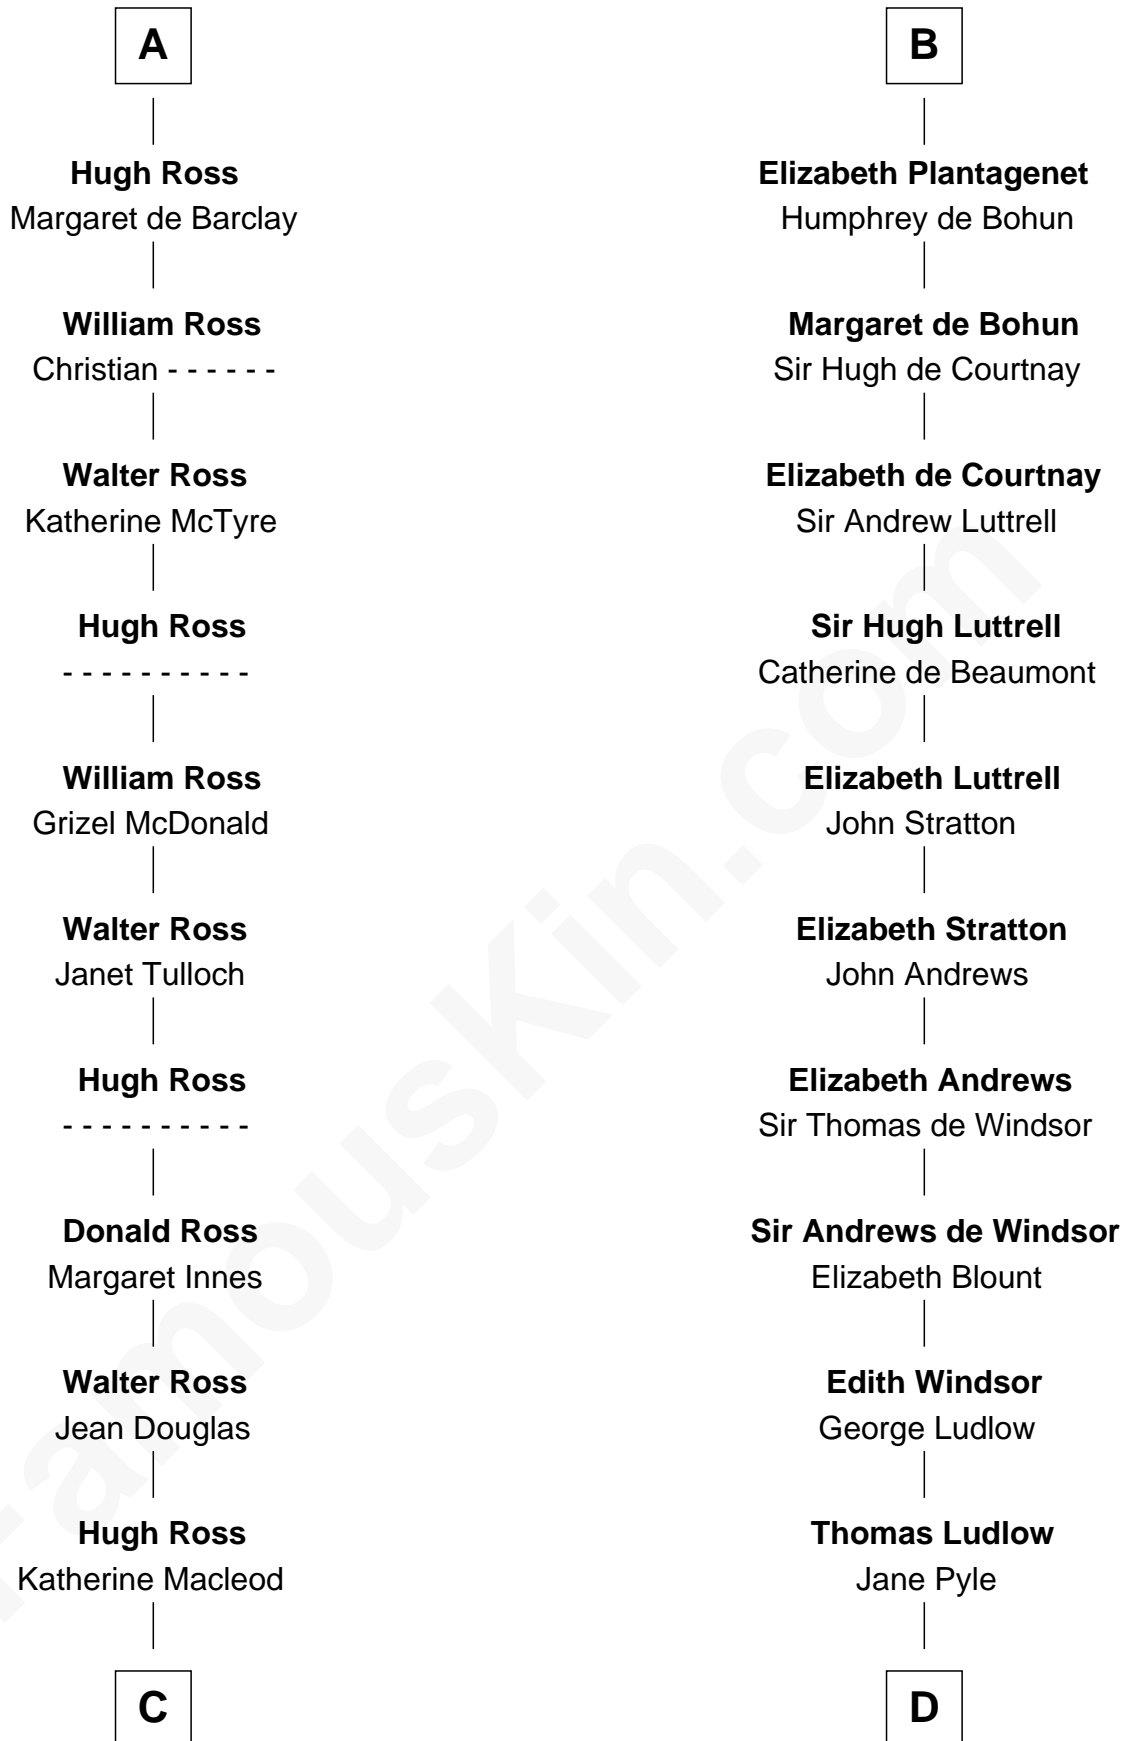 A
Hugh Ross
Margaret de Barclay
William Ross
Christian - - - - - -
Walter Ross
Katherine McTyre
Hugh Ross
- - - - - - - - - -
William Ross
Grizel McDonald
Walter Ross
Janet Tulloch
Hugh Ross
- - - - - - - - - -
Donald Ross
Margaret Innes
Walter Ross
Jean Douglas
Hugh Ross
Katherine Macleod
C
B
Elizabeth Plantagenet
Humphrey de Bohun
Margaret de Bohun
Sir Hugh de Courtnay
Elizabeth de Courtnay
Sir Andrew Luttrell
Sir Hugh Luttrell
Catherine de Beaumont
Elizabeth Luttrell
John Stratton
Elizabeth Stratton
John Andrews
Elizabeth Andrews
Sir Thomas de Windsor
Sir Andrews de Windsor
Elizabeth Blount
Edith Windsor
George Ludlow
Thomas Ludlow
Jane Pyle
D
FamousKin.com